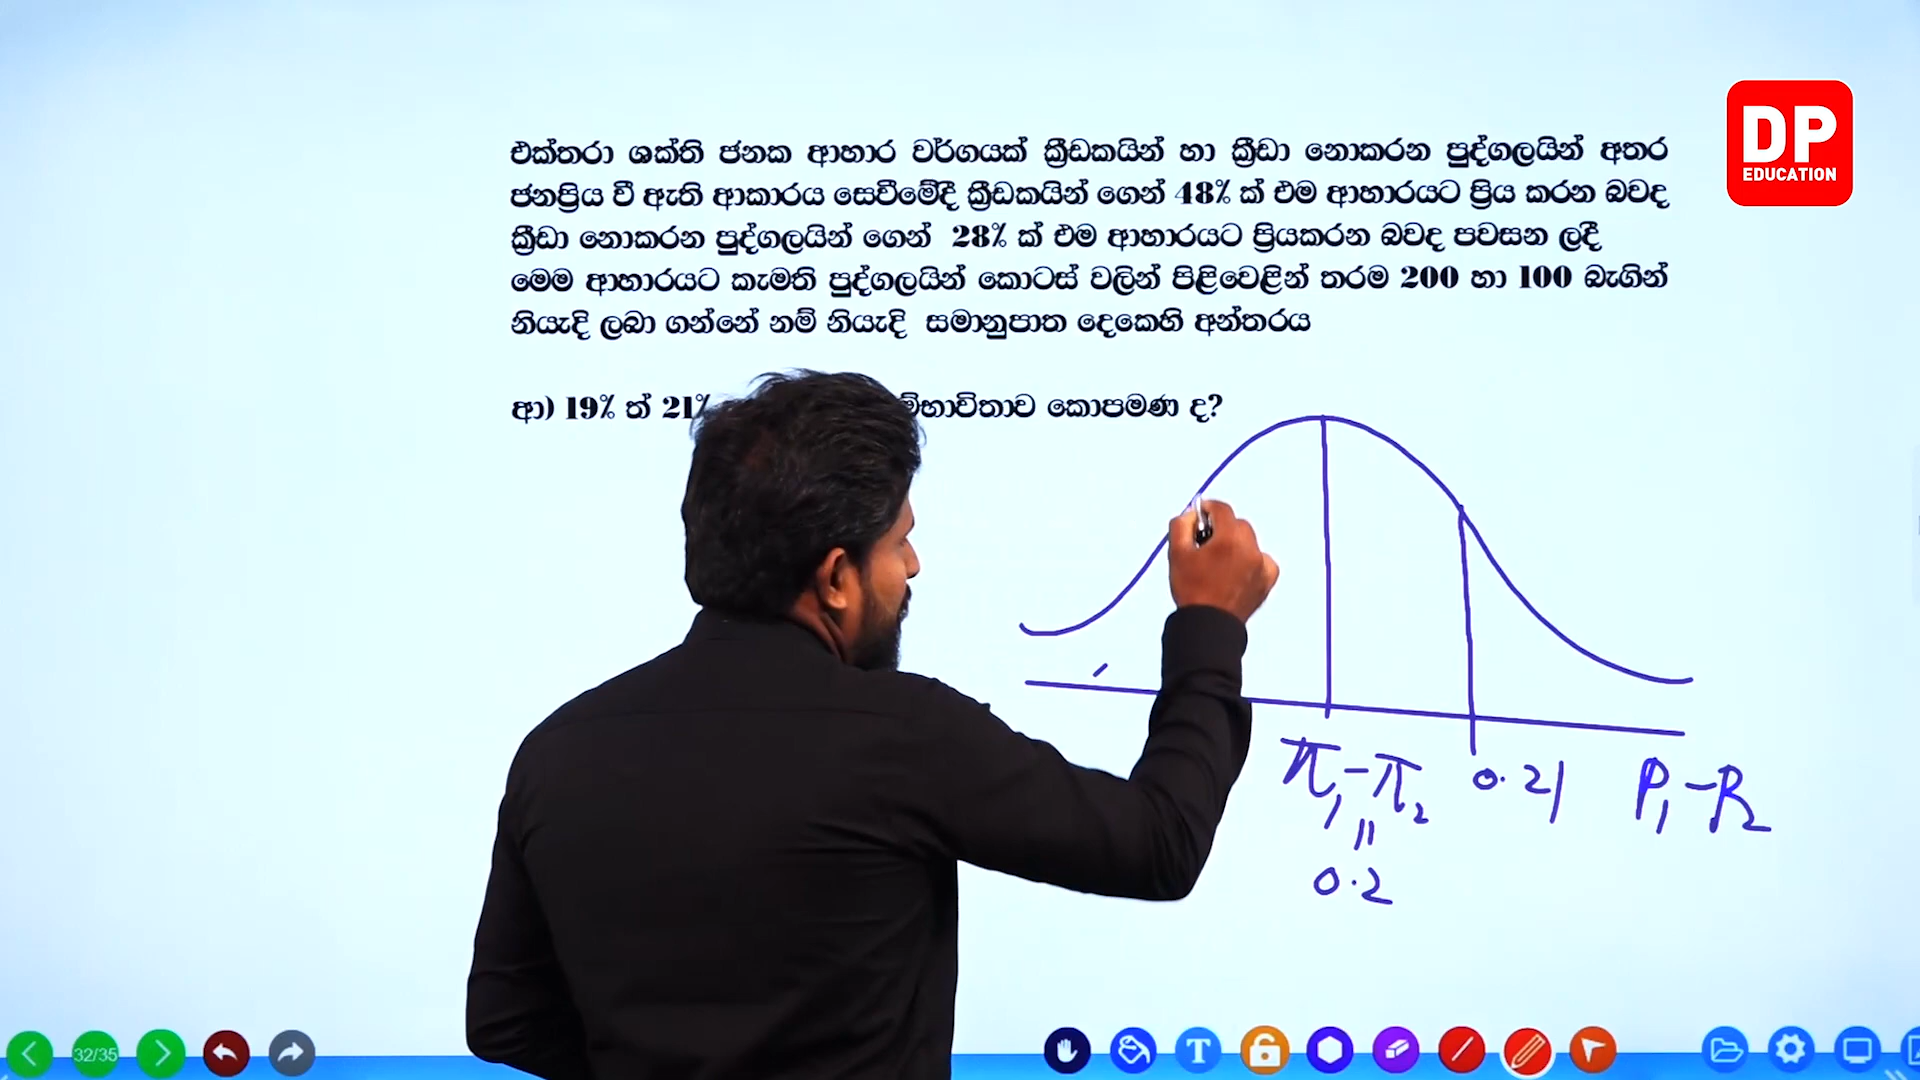 DP
EDUCATION
එක්තරා ශක්ති ජනක ආහාර වර්ගයක් ක්‍රීඩකයින් හා ක්‍රීඩා නොකරන පුද්ගලයින් අතර
ජනප්‍රිය වී ඇති ආකාරය සෙවීමේදී ක්‍රීඩකයින් ගෙන් 48% ක් එම ආහාරයට ප්‍රිය කරන බවද
ක්‍රීඩා නොකරන පුද්ගලයින් ගෙන් 28% ක් එම ආහාරයට ප්‍රියකරන බවද පවසන ලදී
මෙම ආහාරයට කැමති පුද්ගලයින් කොටස් වලින් පිළිවෙළින් තරම 200 හා 100 බැගින්
නියැදි ලබා ගන්නේ නම් නියැදි සමානුපාත දෙකෙහි අන්තරය
ආ) 19% ත් 21% කොපමණ ද?
π₁-π₂ 0.21 P₁-P₂
॥
0.2
32/35
T